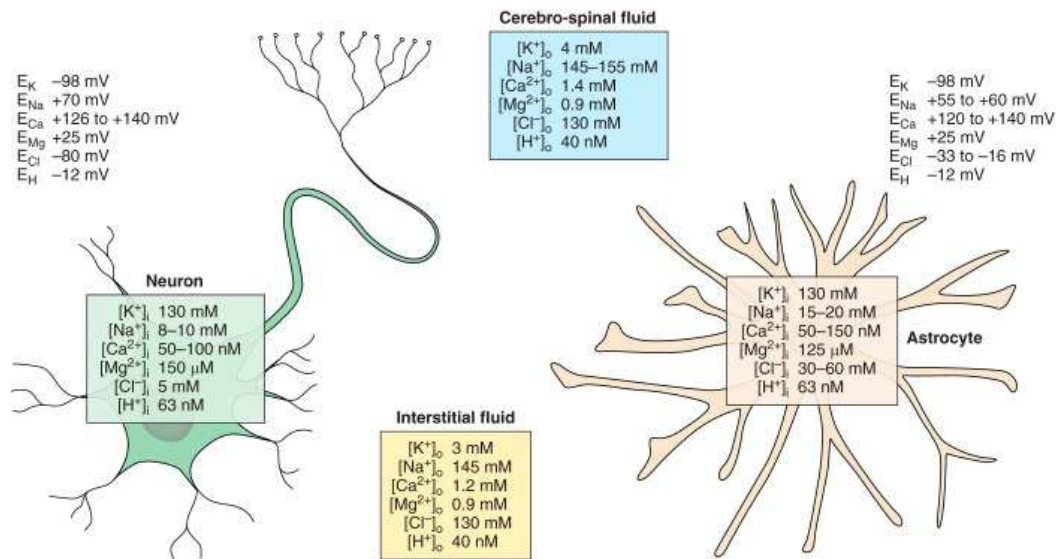 Cerebro-spinal fluid
[K⁺]ₒ 4 mM
[Na⁺]ₒ 145–155 mM
[Ca²⁺]ₒ 1.4 mM
[Mg²⁺]ₒ 0.9 mM
[Cl⁻]ₒ 130 mM
[H⁺]ₒ 40 nM
E_K –98 mV
E_Na +70 mV
E_Ca +126 to +140 mV
E_Mg +25 mV
E_Cl –80 mV
E_H –12 mV
E_K –98 mV
E_Na +55 to +60 mV
E_Ca +120 to +140 mV
E_Mg +25 mV
E_Cl –33 to –16 mV
E_H –12 mV
Neuron
[K⁺]ᵢ 130 mM
[Na⁺]ᵢ 8–10 mM
[Ca²⁺]ᵢ 50–100 nM
[Mg²⁺]ᵢ 150 μM
[Cl⁻]ᵢ 5 mM
[H⁺]ᵢ 63 nM
[K⁺]ᵢ 130 mM
[Na⁺]ᵢ 15–20 mM
[Ca²⁺]ᵢ 50–150 nM
[Mg²⁺]ᵢ 125 μM
[Cl⁻]ᵢ 30–60 mM
[H⁺]ᵢ 63 nM
Astrocyte
Interstitial fluid
[K⁺]ₒ 3 mM
[Na⁺]ₒ 145 mM
[Ca²⁺]ₒ 1.2 mM
[Mg²⁺]ₒ 0.9 mM
[Cl⁻]ₒ 130 mM
[H⁺]ₒ 40 nM